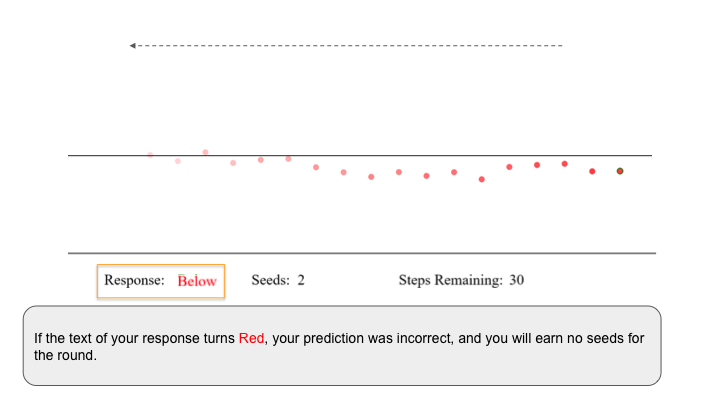 Response: Below Seeds: 2 Steps Remaining: 30
If the text of your response turns Red, your prediction was incorrect, and you will earn no seeds for
the round.